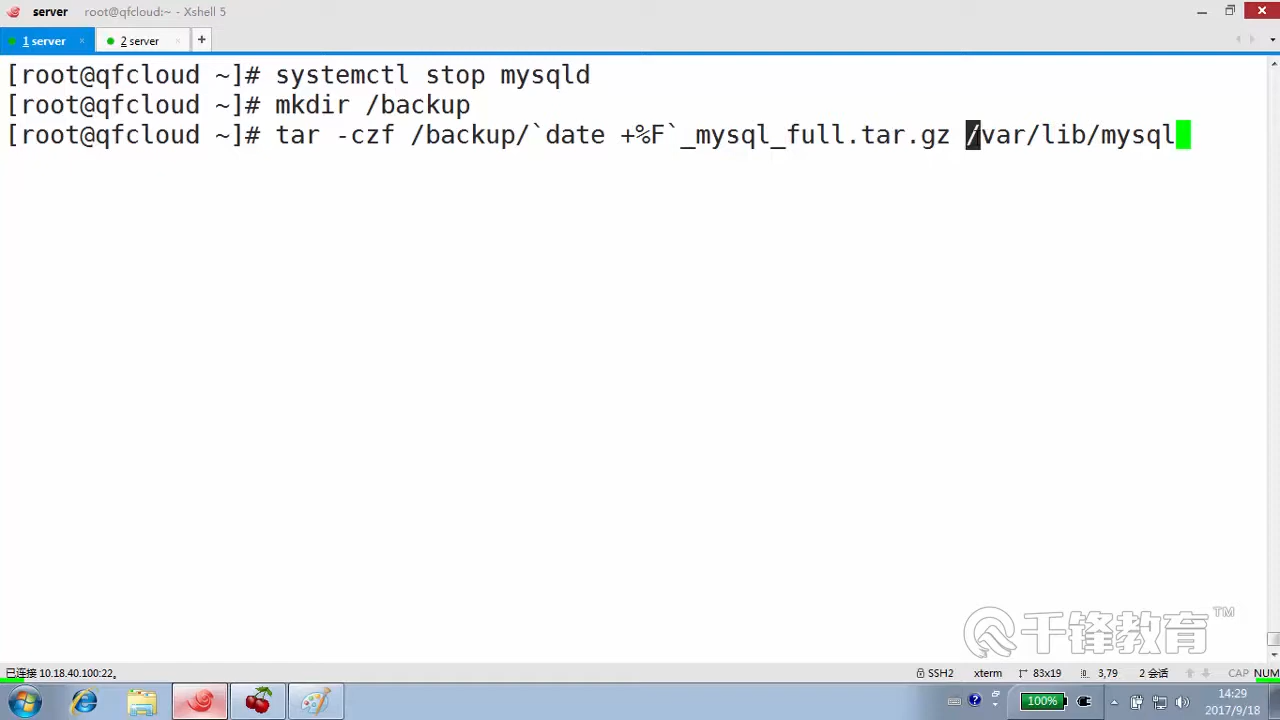 server root@qfcloud:~ - Xshell 5
1 server × 2 server × +
[root@qfcloud ~]# systemctl stop mysqld
[root@qfcloud ~]# mkdir /backup
[root@qfcloud ~]# tar -czf /backup/`date +%F`_mysql_full.tar.gz /var/lib/mysql
千锋教育™
已连接 10.18.40.100:22。 SSH2 xterm 83x19 3,79 2 会话 CAP NUM
100% 14:29
2017/9/18